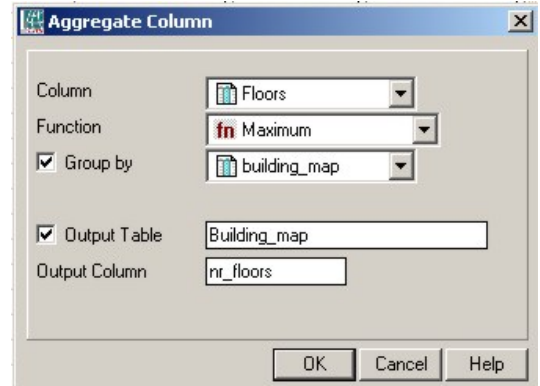 Aggregate Column
Column Floors
Function fn Maximum
Group by building_map
Output Table Building_map
Output Column nr_floors
OK Cancel Help